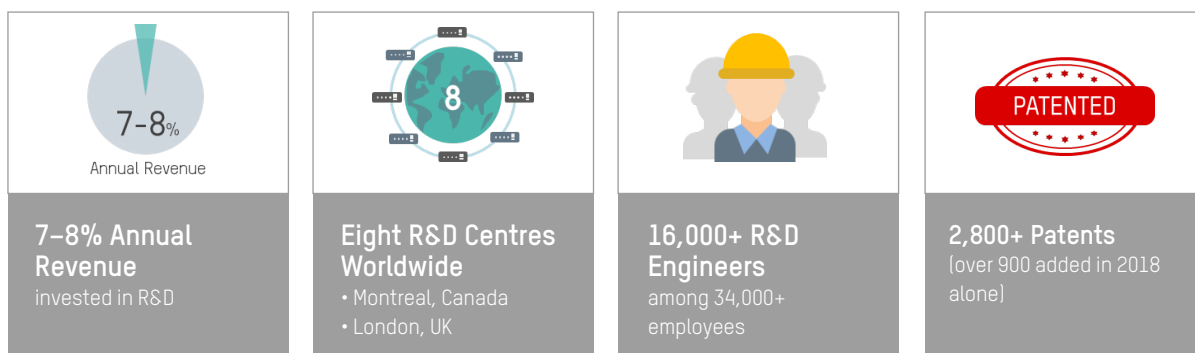 7-8%
Annual Revenue
7–8% Annual
Revenue
invested in R&D
8
Eight R&D Centres
Worldwide
• Montreal, Canada
• London, UK
16,000+ R&D
Engineers
among 34,000+
employees
PATENTED
2,800+ Patents
(over 900 added in 2018
alone)